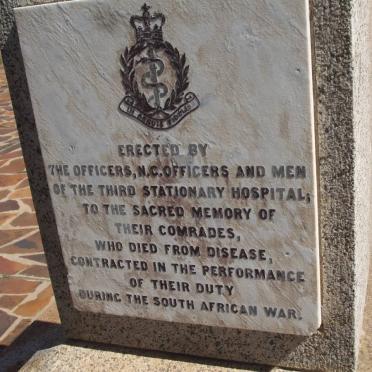 ERECTED BY
THE OFFICERS, N.C.OFFICERS AND MEN
OF THE THIRD STATIONARY HOSPITAL;
TO THE SACRED MEMORY OF
THEIR COMRADES,
WHO DIED FROM DISEASE,
CONTRACTED IN THE PERFORMANCE
OF THEIR DUTY
DURING THE SOUTH AFRICAN WAR.